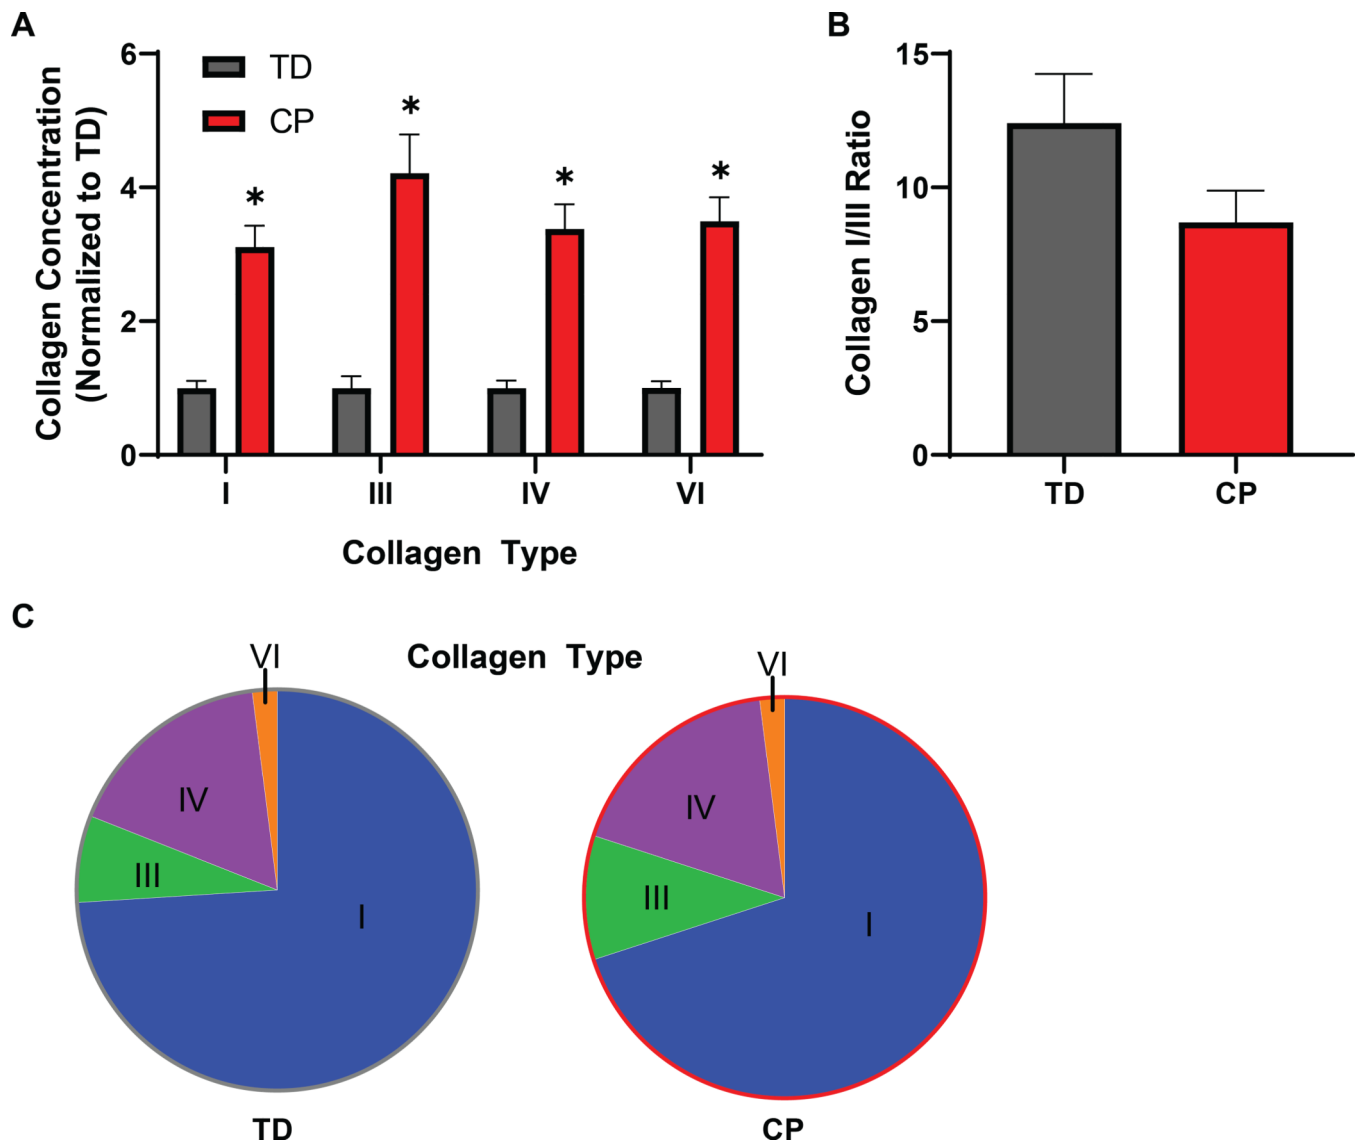 A
Collagen Concentration
(Normalized to TD)
6
4
2
0
TD
CP
*
*
*
*
I
III
IV
VI
Collagen Type
B
Collagen I/III Ratio
15
10
5
0
TD
CP
C
Collagen Type
VI
IV
III
I
TD
VI
IV
III
I
CP